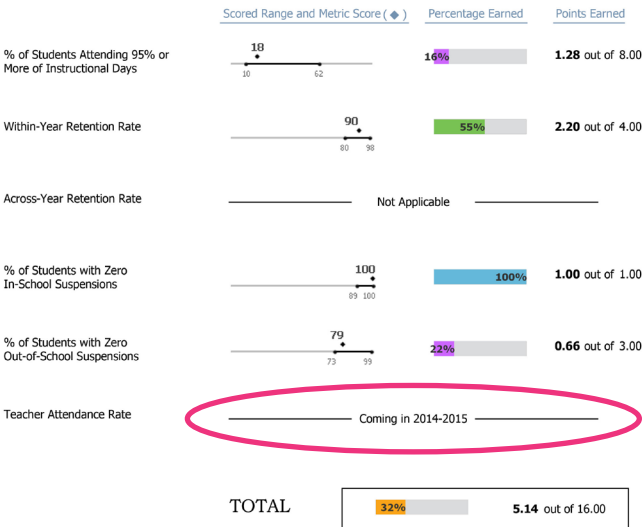 Scored Range and Metric Score ( ◆ ) Percentage Earned Points Earned
% of Students Attending 95% or
More of Instructional Days
18
10 62
16%
1.28 out of 8.00
Within-Year Retention Rate
90
80 98
55%
2.20 out of 4.00
Across-Year Retention Rate
Not Applicable
% of Students with Zero
In-School Suspensions
100
89 100
100%
1.00 out of 1.00
% of Students with Zero
Out-of-School Suspensions
79
73 99
22%
0.66 out of 3.00
Teacher Attendance Rate
Coming in 2014-2015
TOTAL
32%
5.14 out of 16.00